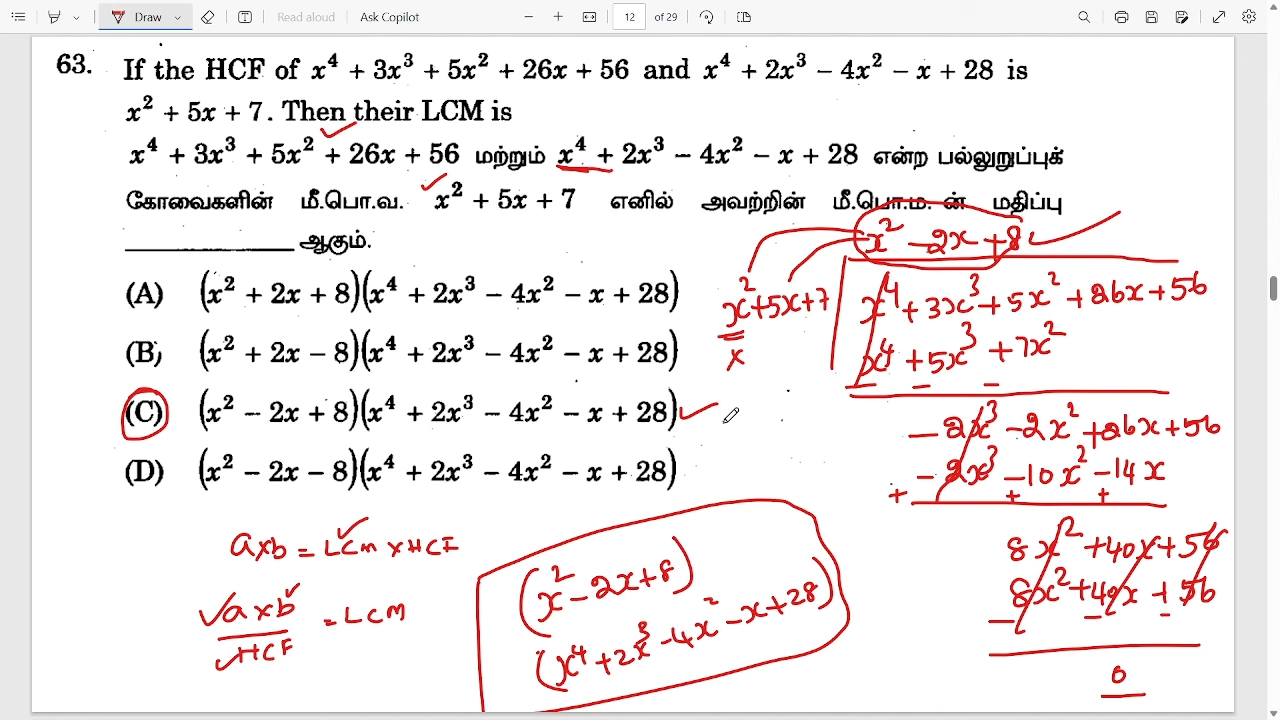 Draw
Read aloud
Ask Copilot
12 of 29
63. If the HCF of x⁴ + 3x³ + 5x² + 26x + 56 and x⁴ + 2x³ − 4x² − x + 28 is
x² + 5x + 7. Then their LCM is
x⁴ + 3x³ + 5x² + 26x + 56 மற்றும் x⁴ + 2x³ − 4x² − x + 28 என்ற பல்லுறுப்புக்
கோவைகளின் மீ.பொ.வ. x² + 5x + 7 எனில் அவற்றின் மீ.பொ.ம. ன் மதிப்பு
____________ ஆகும்.
(A) (x² + 2x + 8)(x⁴ + 2x³ − 4x² − x + 28)
(B) (x² + 2x − 8)(x⁴ + 2x³ − 4x² − x + 28)
(C) (x² − 2x + 8)(x⁴ + 2x³ − 4x² − x + 28)
(D) (x² − 2x − 8)(x⁴ + 2x³ − 4x² − x + 28)
x² − 2x + 8
x² + 5x + 7
x
x⁴ + 3x³ + 5x² + 26x + 56
x⁴ + 5x³ + 7x²
− − −
− 2x³ − 2x² + 26x + 56
− 2x³ − 10x² − 14x
+ + +
8x² + 40x + 56
8x² + 40x + 56
− − −
0
a x b = LCM x HCF
a x b
HCF
= LCM
(x² − 2x + 8)
(x⁴ + 2x³ − 4x² − x + 28)